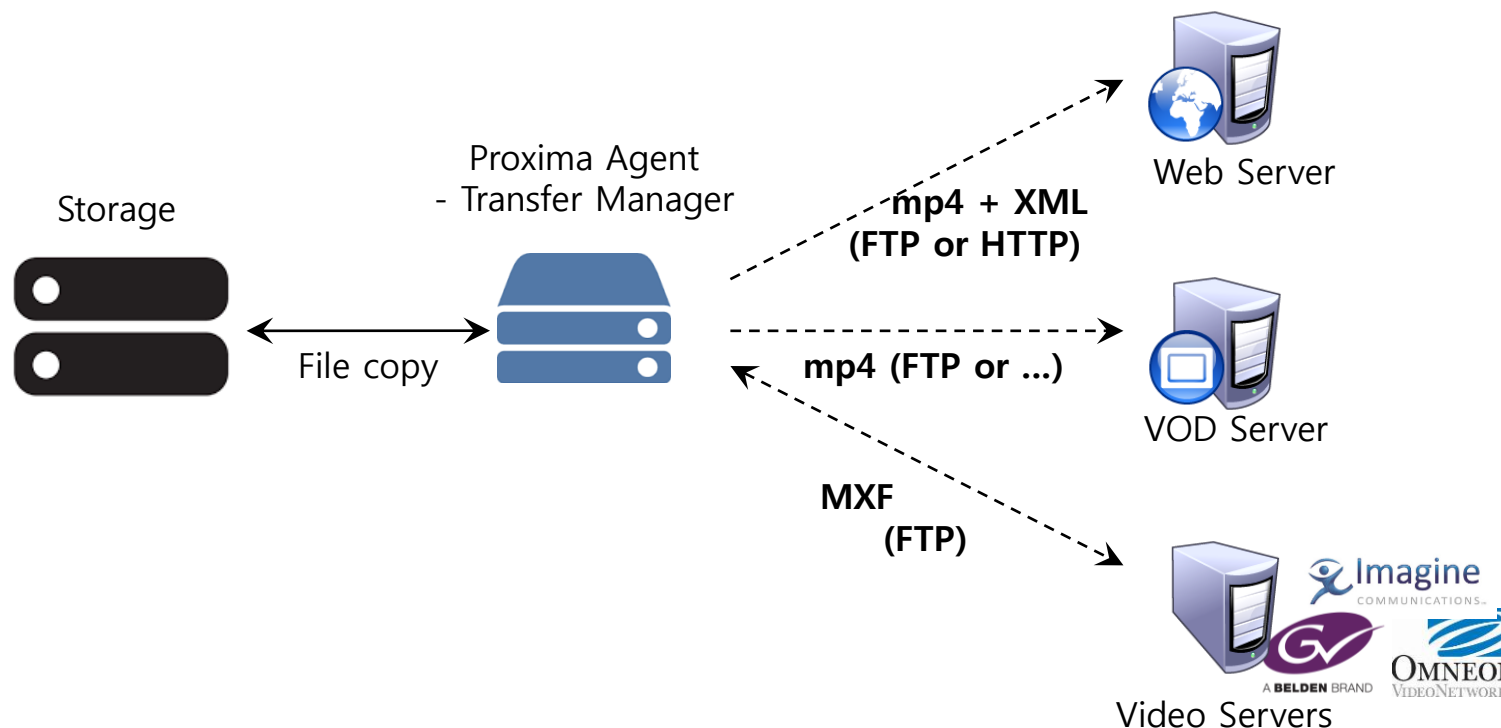 Storage
Proxima Agent
- Transfer Manager
File copy
mp4 + XML
(FTP or HTTP)
Web Server
mp4 (FTP or ...)
VOD Server
MXF
(FTP)
Imagine
COMMUNICATIONS
GV
A BELDEN BRAND
Video Servers